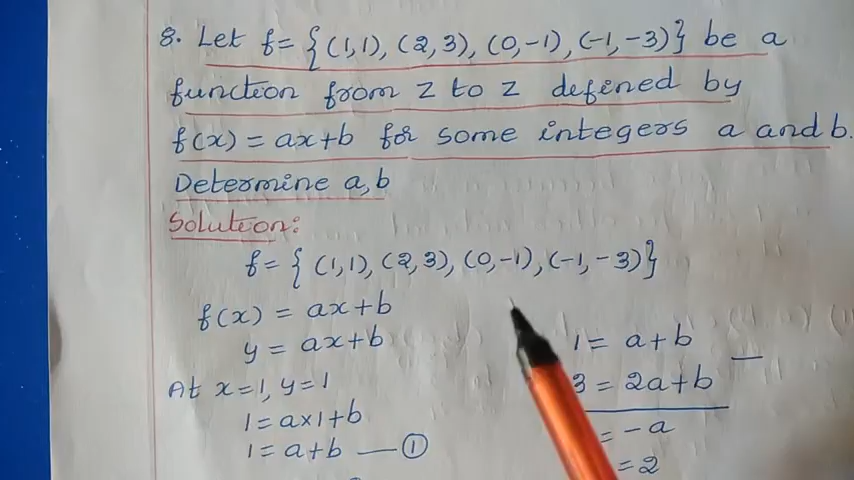 8. Let f = { (1,1), (2,3), (0,-1), (-1,-3)} be a
function from Z to Z defined by
f(x) = ax+b for some integers a and b.
Determine a,b
Solution:
f = { (1,1), (2,3), (0,-1), (-1,-3)}
f(x) = ax+b
y = ax+b
At x=1, y=1
1 = a×1+b
1 = a+b — ①
1 = a+b
—
3 = 2a+b
= -a
= 2